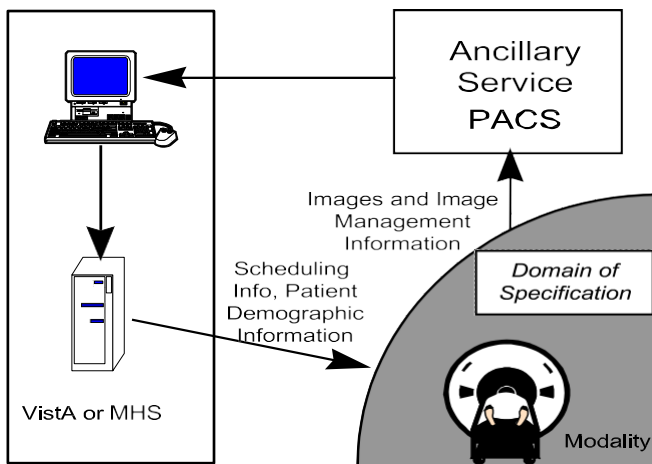 Ancillary
Service
PACS
Images and Image
Management
Information
Scheduling
Info, Patient
Demographic
Information
Domain of
Specification
VistA or MHS
Modality